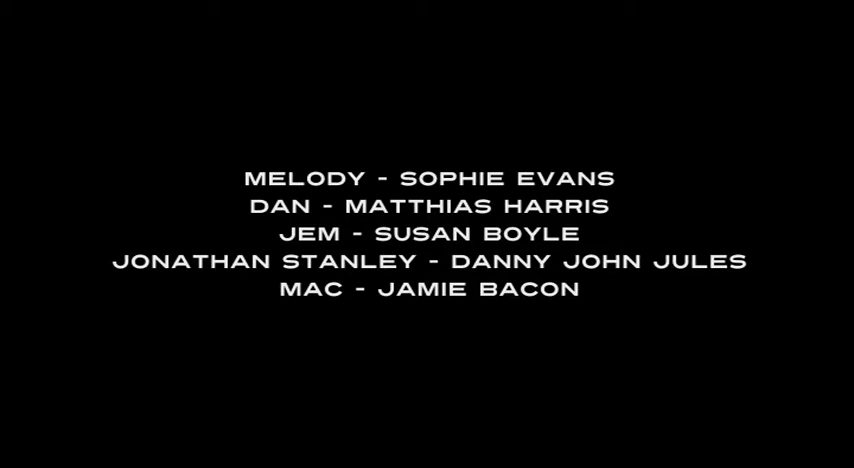 MELODY - SOPHIE EVANS
DAN - MATTHIAS HARRIS
JEM - SUSAN BOYLE
JONATHAN STANLEY - DANNY JOHN JULES
MAC - JAMIE BACON